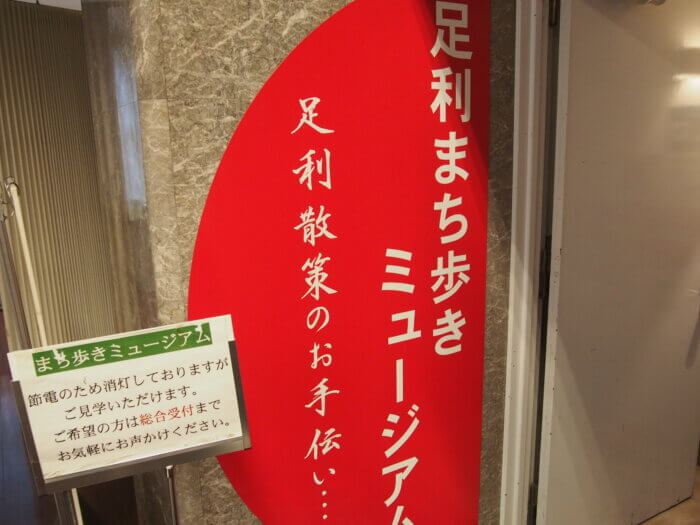 足利まち歩き
ミュージアム
足利散策のお手伝い…
まち歩きミュージアム
節電のため消灯しておりますが
ご見学いただけます。
ご希望の方は総合受付まで
お気軽にお声かけください。